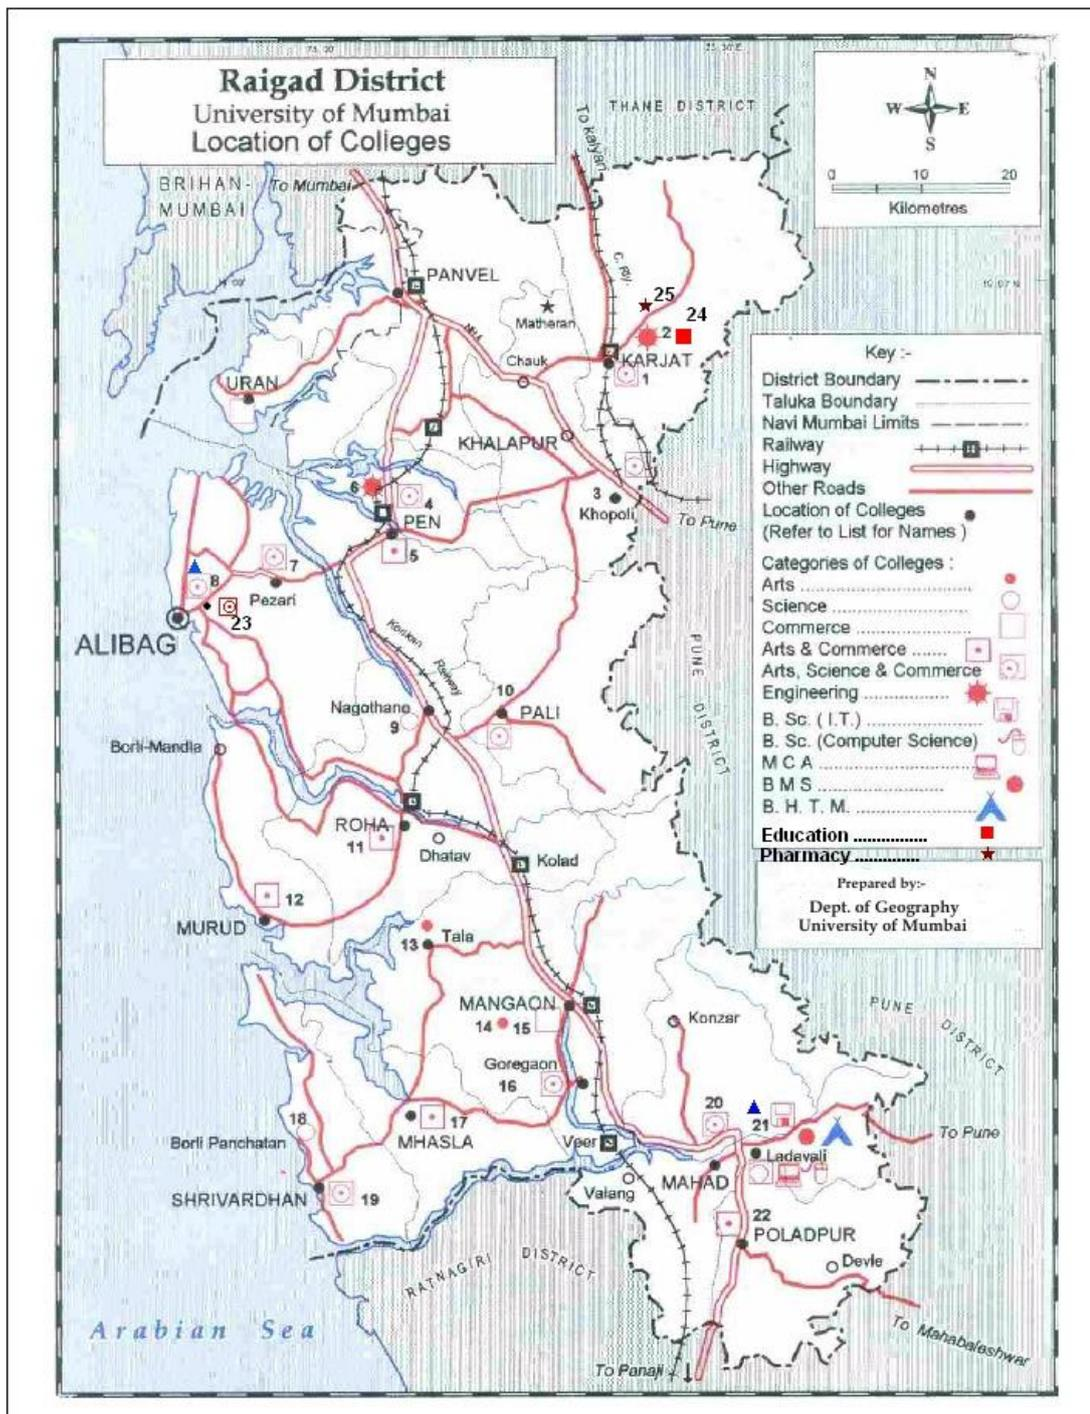 Raigad District
University of Mumbai
Location of Colleges
THANE DISTRICT
N
W E
S
0 10 20
Kilometres
BRIHAN-
MUMBAI
To Mumbai
To kalyan
C. Rly.
PANVEL
Matheran
25
24
2
KARJAT
1
Chauk
URAN
KHALAPUR
6
4
PEN
5
3
Khopoli
To Pune
7
8
Pezari
23
ALIBAG
Konkan Railway
PUNE DISTRICT
Nagothano
9
10
PALI
Borli-Mandla
ROHA
11
Dhatav
Kolad
12
MURUD
13
Tala
MANGAON
14
15
Konzar
PUNE DISTRICT
Goregaon
16
18
Borli Panchatan
17
MHASLA
Veer
20
21
To Pune
Ladavali
MAHAD
Valang
SHRIVARDHAN
19
22
POLADPUR
Devle
RATNAGIRI DISTRICT
To Mahabaleshwar
To Panaji
Arabian Sea
Key :-
District Boundary
Taluka Boundary
Navi Mumbai Limits
Railway
Highway
Other Roads
Location of Colleges
(Refer to List for Names )
Categories of Colleges :
Arts ........................
Science ........................
Commerce ........................
Arts & Commerce .......
Arts, Science & Commerce
Engineering ................
B. Sc. ( I.T.) ........................
B. Sc. (Computer Science)
M C A ........................
B M S ........................
B. H. T. M. ........................
Education ................
Pharmacy ..............
Prepared by:-
Dept. of Geography
University of Mumbai